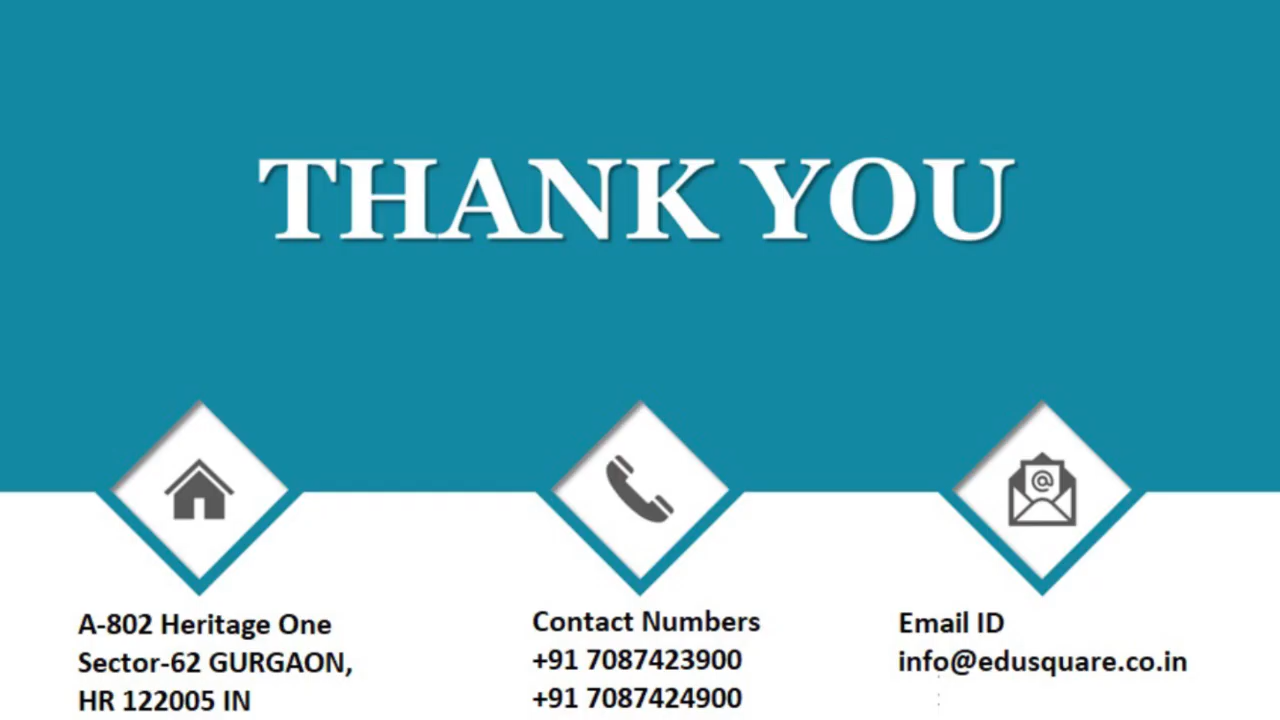 THANK YOU
A-802 Heritage One
Sector-62 GURGAON,
HR 122005 IN
Contact Numbers
+91 7087423900
+91 7087424900
Email ID
info@edusquare.co.in